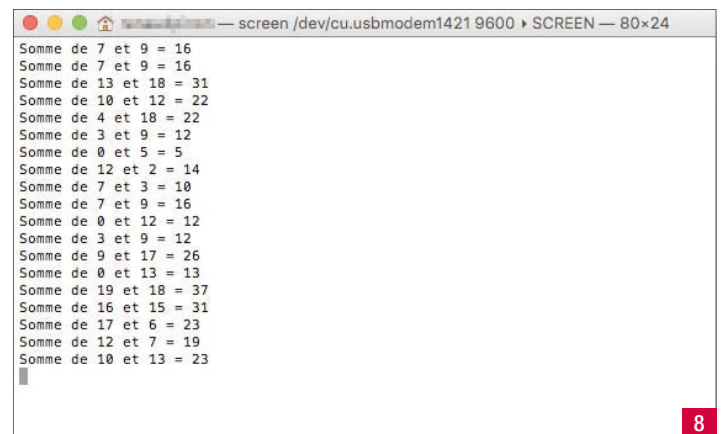 — screen /dev/cu.usbmodem1421 9600 ▸ SCREEN — 80×24
Somme de 7 et 9 = 16
Somme de 7 et 9 = 16
Somme de 13 et 18 = 31
Somme de 10 et 12 = 22
Somme de 4 et 18 = 22
Somme de 3 et 9 = 12
Somme de 0 et 5 = 5
Somme de 12 et 2 = 14
Somme de 7 et 3 = 10
Somme de 7 et 9 = 16
Somme de 0 et 12 = 12
Somme de 3 et 9 = 12
Somme de 9 et 17 = 26
Somme de 0 et 13 = 13
Somme de 19 et 18 = 37
Somme de 16 et 15 = 31
Somme de 17 et 6 = 23
Somme de 12 et 7 = 19
Somme de 10 et 13 = 23
8